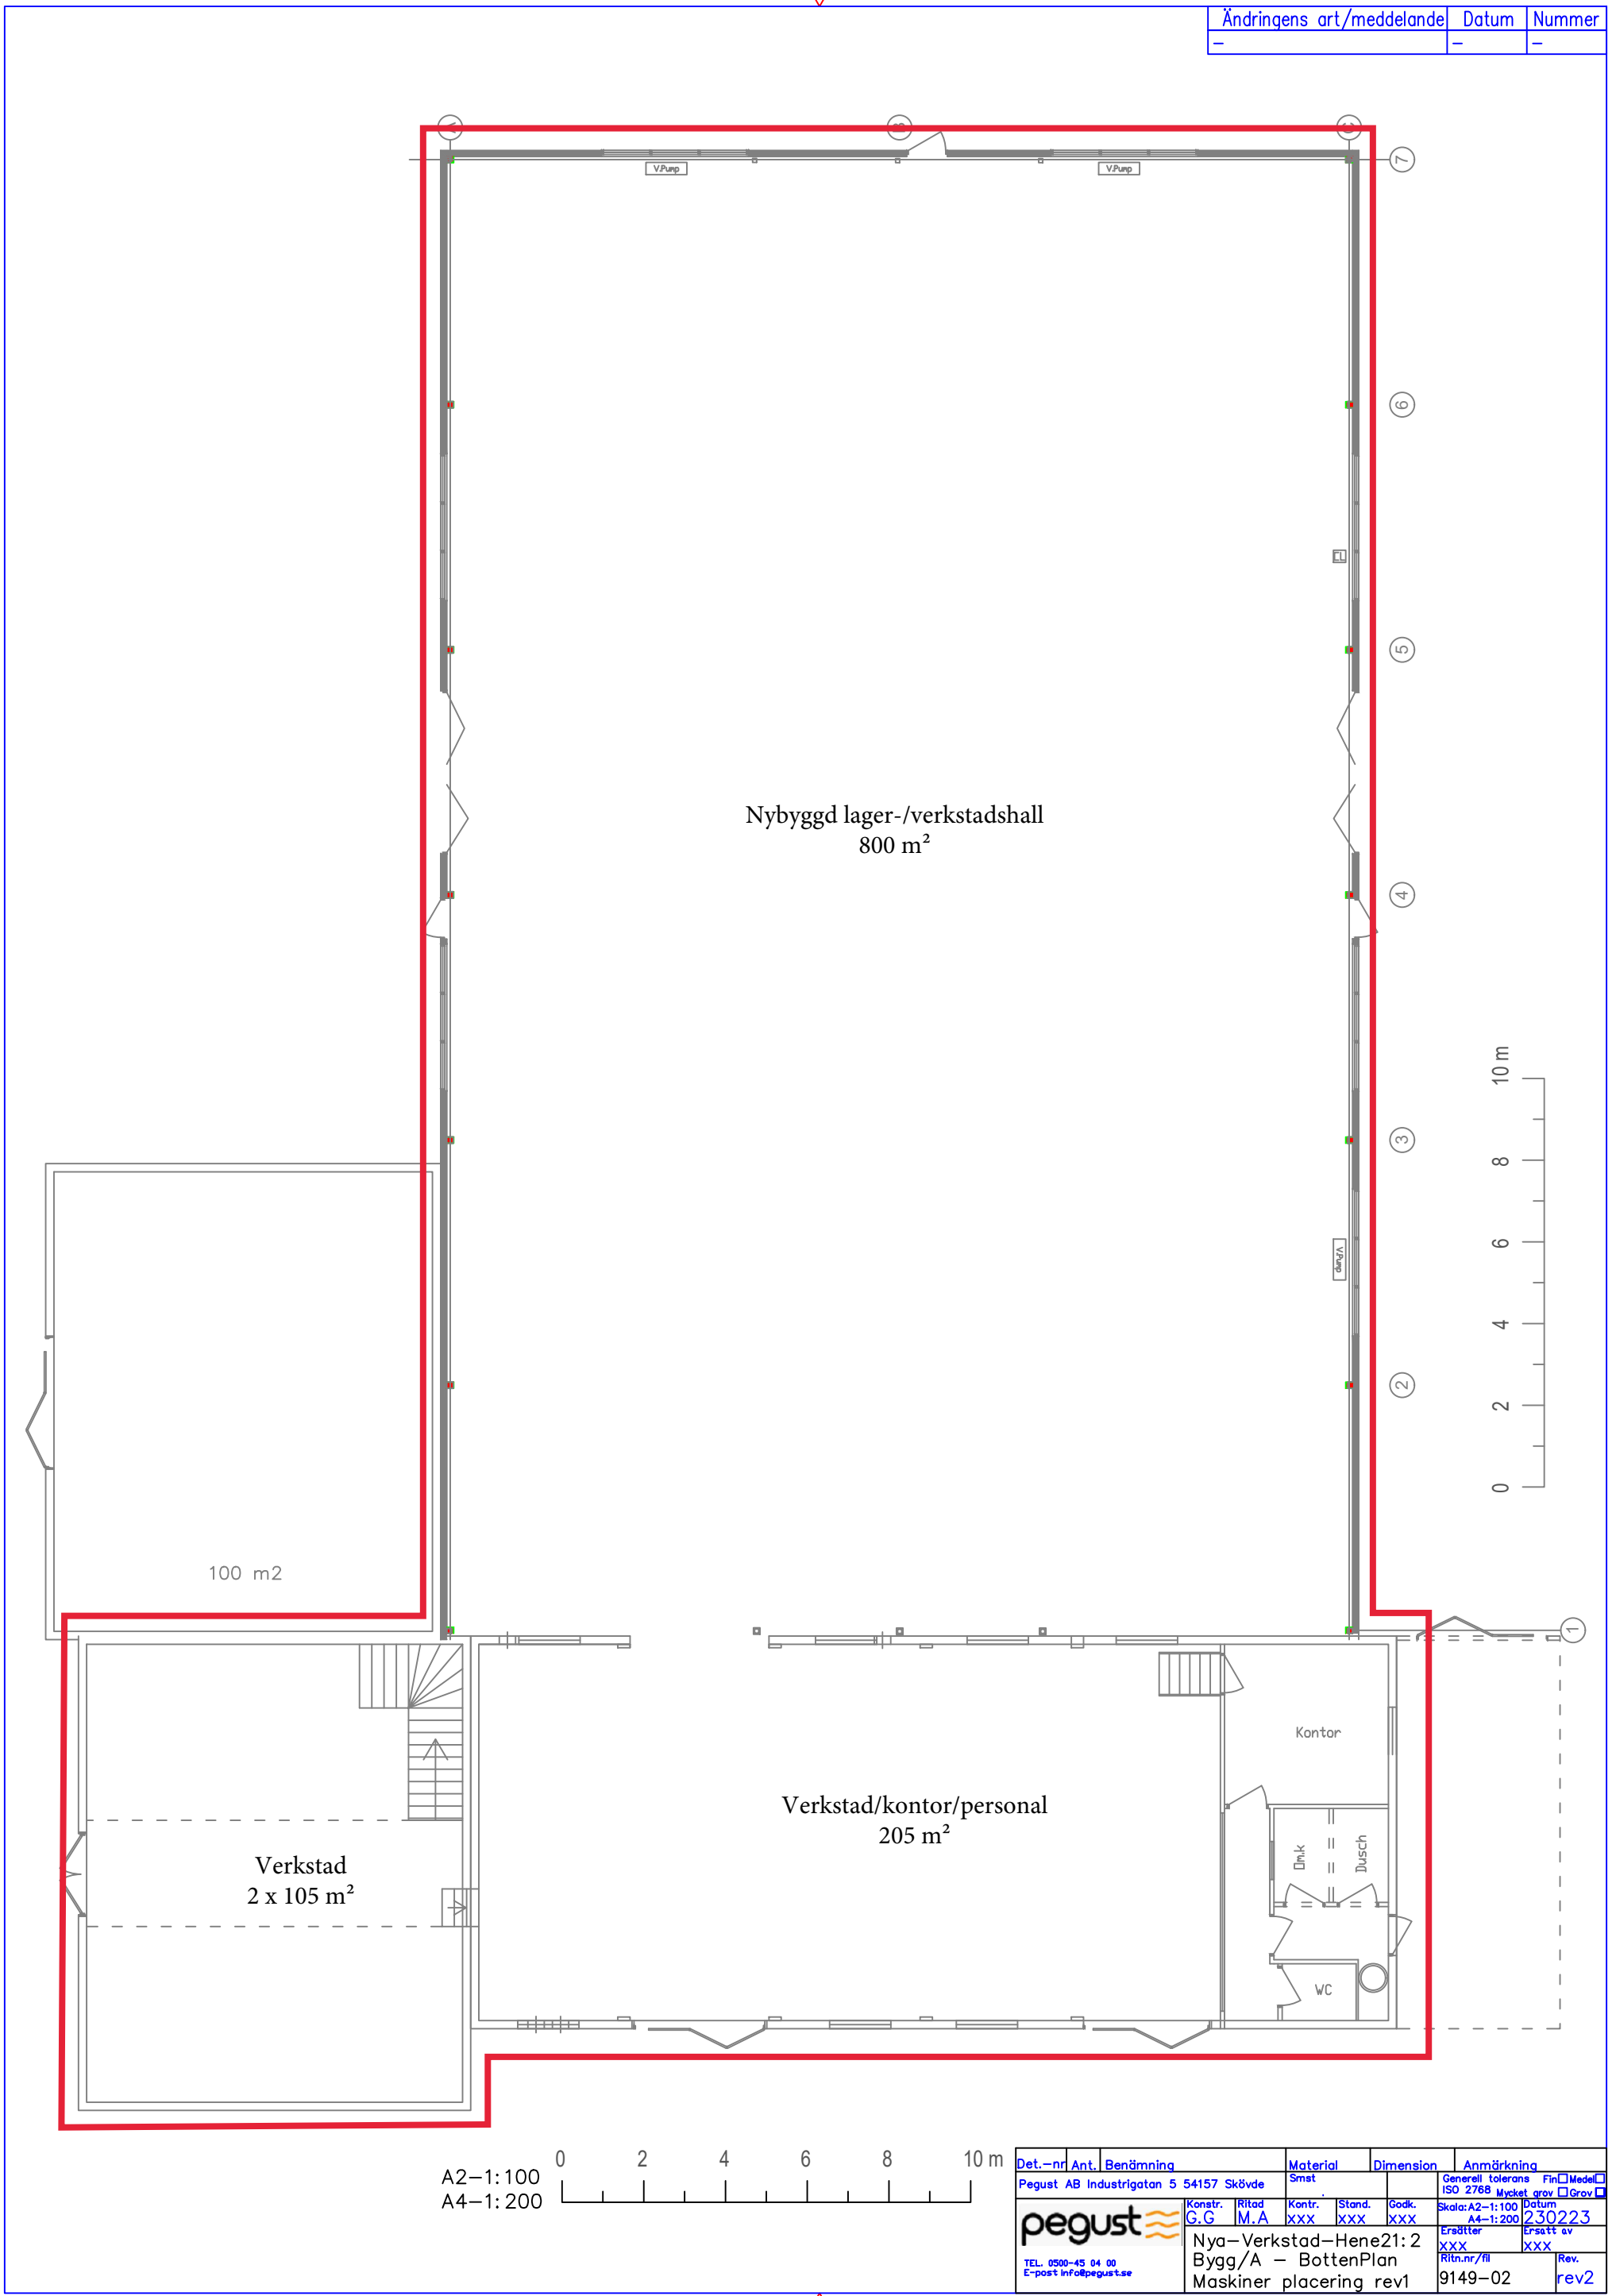 Ändringens art/meddelande Datum Nummer
– – –
A B C
7
V.Pump V.Pump
6
5
Nybyggd lager-/verkstadshall
800 m²
4
3
2
V.Pump
10 m
8
6
4
2
0
100 m2
1
Kontor
Verkstad/kontor/personal
205 m²
Om.k Dusch
Verkstad
2 x 105 m²
WC
0 2 4 6 8 10 m
A2-1:100
A4-1:200
Det.-nr Ant. Benämning Material Dimension Anmärkning
Pegust AB Industrigatan 5 54157 Skövde Smst . Generell tolerans Fin Medel
ISO 2768 Mycket grov Grov
Konstr. Ritad Kontr. Stand. Godk. Skala:A2-1:100 Datum
G.G M.A XXX XXX XXX A4-1:200 230223
pegust
Nya-Verkstad-Hene21:2 Ersätter Ersatt av
Bygg/A - BottenPlan XXX XXX
Maskiner placering rev1 Ritn.nr/fil Rev.
9149-02 rev2
TEL. 0500-45 04 00
E-post info@pegust.se